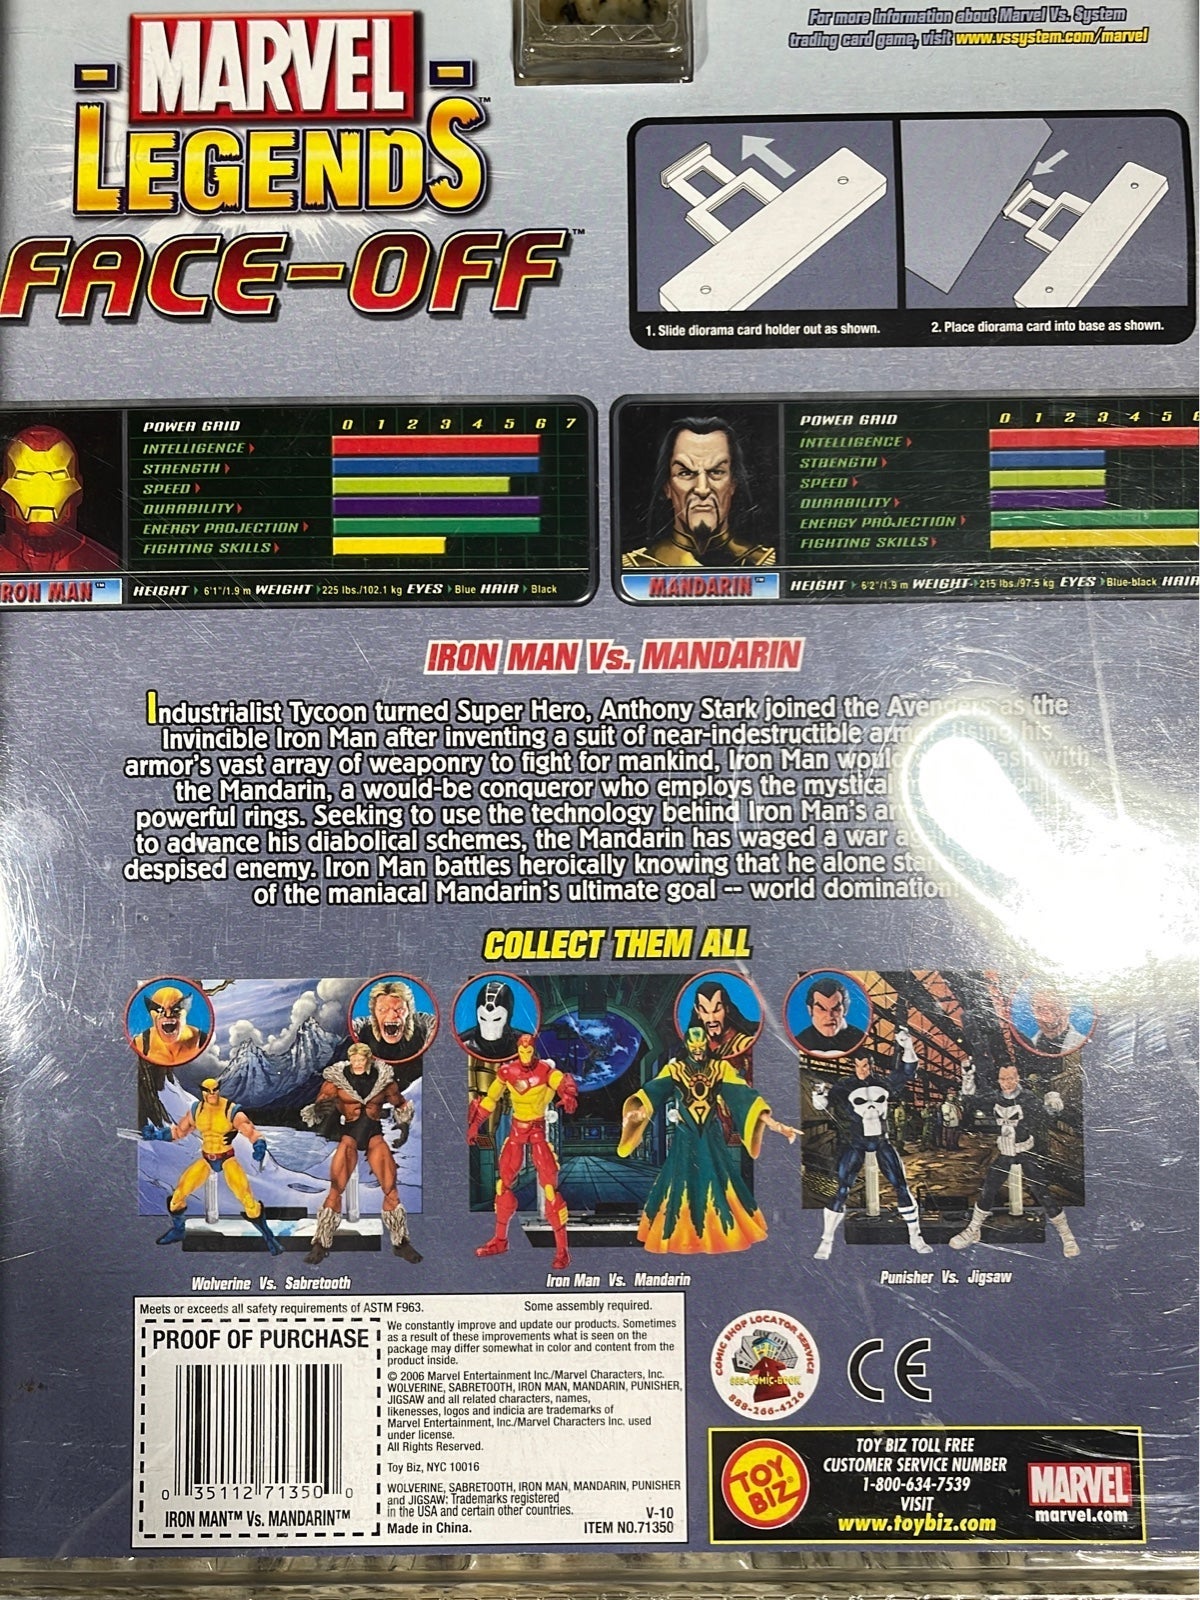 MARVEL
LEGENDS™
FACE-OFF™
For more information about Marvel Vs. System
trading card game, visit www.vssystem.com/marvel
1. Slide diorama card holder out as shown.
2. Place diorama card into base as shown.
POWER GRID 0 1 2 3 4 5 6 7
INTELLIGENCE
STRENGTH
SPEED
DURABILITY
ENERGY PROJECTION
FIGHTING SKILLS
RON MAN™ HEIGHT 6'1"/1.9 m WEIGHT 225 lbs./102.1 kg EYES Blue HAIR Black
POWER GRID 0 1 2 3 4 5
INTELLIGENCE
STRENGTH
SPEED
DURABILITY
ENERGY PROJECTION
FIGHTING SKILLS
MANDARIN™ HEIGHT 6'2"/1.9 m WEIGHT 215 lbs./97.5 kg EYES Blue-black HAIR
IRON MAN Vs. MANDARIN
Industrialist Tycoon turned Super Hero, Anthony Stark joined the Avengers as the
Invincible Iron Man after inventing a suit of near-indestructible armor. Using his
armor's vast array of weaponry to fight for mankind, Iron Man would with
the Mandarin, a would-be conqueror who employs the mystical
powerful rings. Seeking to use the technology behind Iron Man's
to advance his diabolical schemes, the Mandarin has waged a war
despised enemy. Iron Man battles heroically knowing that he alone stands
of the maniacal Mandarin's ultimate goal -- world domination!
COLLECT THEM ALL
Wolverine Vs. Sabretooth
Iron Man Vs. Mandarin
Punisher Vs. Jigsaw
Meets or exceeds all safety requirements of ASTM F963.
Some assembly required.
PROOF OF PURCHASE
0 35112 71350 0
IRON MAN™ Vs. MANDARIN™
We constantly improve and update our products. Sometimes
as a result of these improvements what is seen on the
package may differ somewhat in color and content from the
product inside.
© 2006 Marvel Entertainment Inc./Marvel Characters, Inc.
WOLVERINE, SABRETOOTH, IRON MAN, MANDARIN, PUNISHER,
JIGSAW and all related characters, names,
likenesses, logos and indicia are trademarks of
Marvel Entertainment, Inc./Marvel Characters Inc. used
under license.
All Rights Reserved.
Toy Biz, NYC 10016
WOLVERINE, SABRETOOTH, IRON MAN, MANDARIN, PUNISHER
and JIGSAW: Trademarks registered
in the USA and certain other countries.
Made in China.
V-10
ITEM NO.71350
COMIC SHOP LOCATOR SERVICE
888-COMIC-BOOK
888-266-4226
CE
TOY BIZ
TOY BIZ TOLL FREE
CUSTOMER SERVICE NUMBER
1-800-634-7539
VISIT
www.toybiz.com
MARVEL
marvel.com